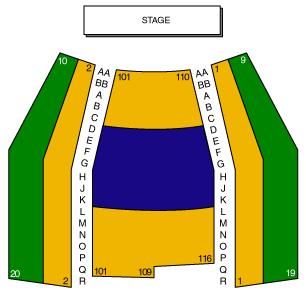 STAGE
10 2 101 110 1 9
AA AA
BB BB
A A
B B
C C
D D
E E
F F
G G
H H
J J
K K
L L
M M
N N
O O
P P
Q Q
R R
20 2 101 109 116 1 19